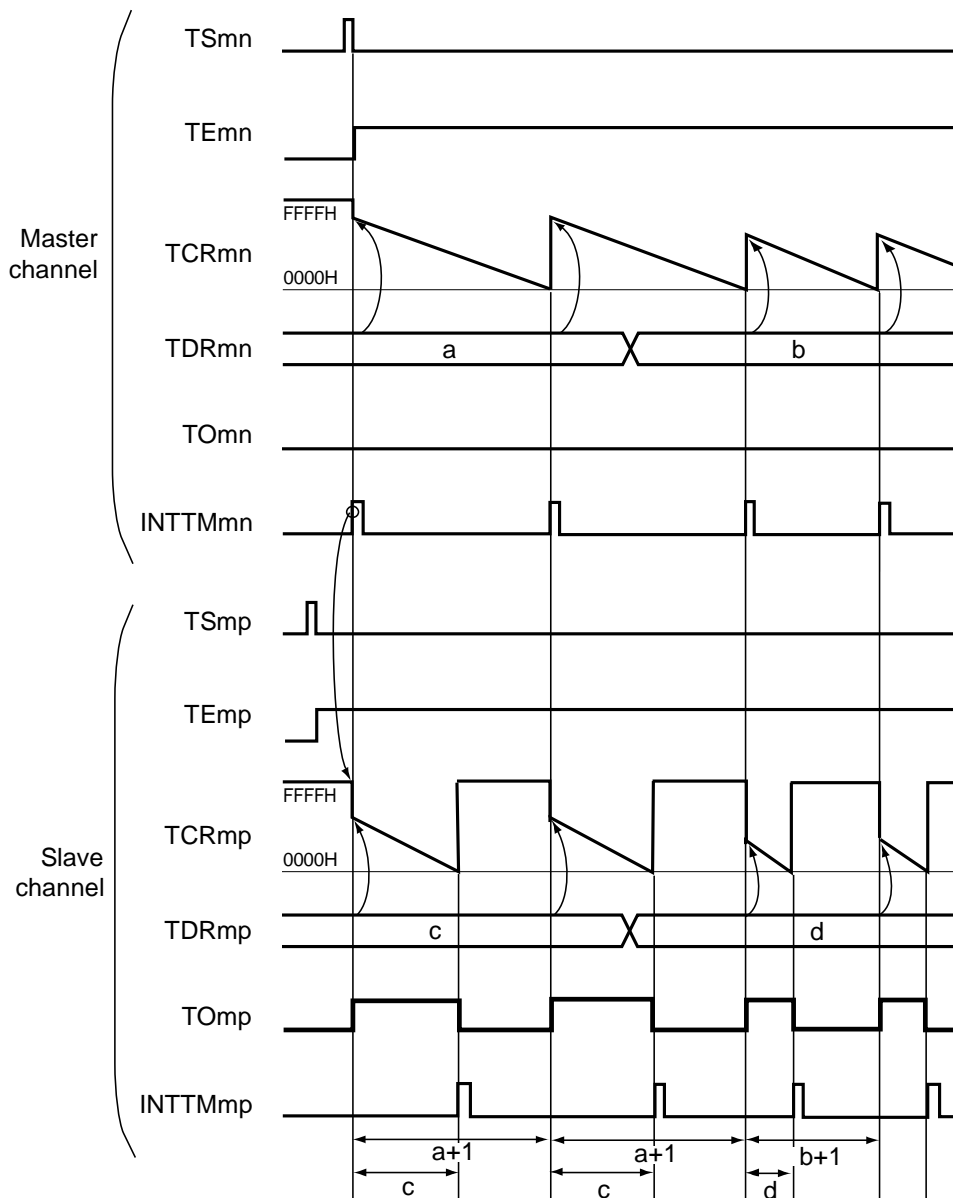 TSmn
TEmn
FFFFH
Master
channel
TCRmn
0000H
TDRmn
a
b
TOmn
INTTMmn
TSmp
TEmp
FFFFH
TCRmp
0000H
Slave
channel
TDRmp
c
d
TOmp
INTTMmp
a+1
a+1
b+1
c
c
d